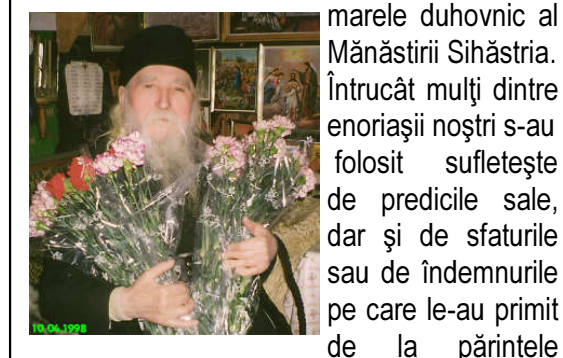 marele duhovnic al
Mănăstirii Sihăstria.
Întrucât mulţi dintre
enoriaşii noştri s-au
folosit sufleteşte
de predicile sale,
dar şi de sfaturile
sau de îndemnurile
pe care le-au primit
de la părintele
10.04.1998